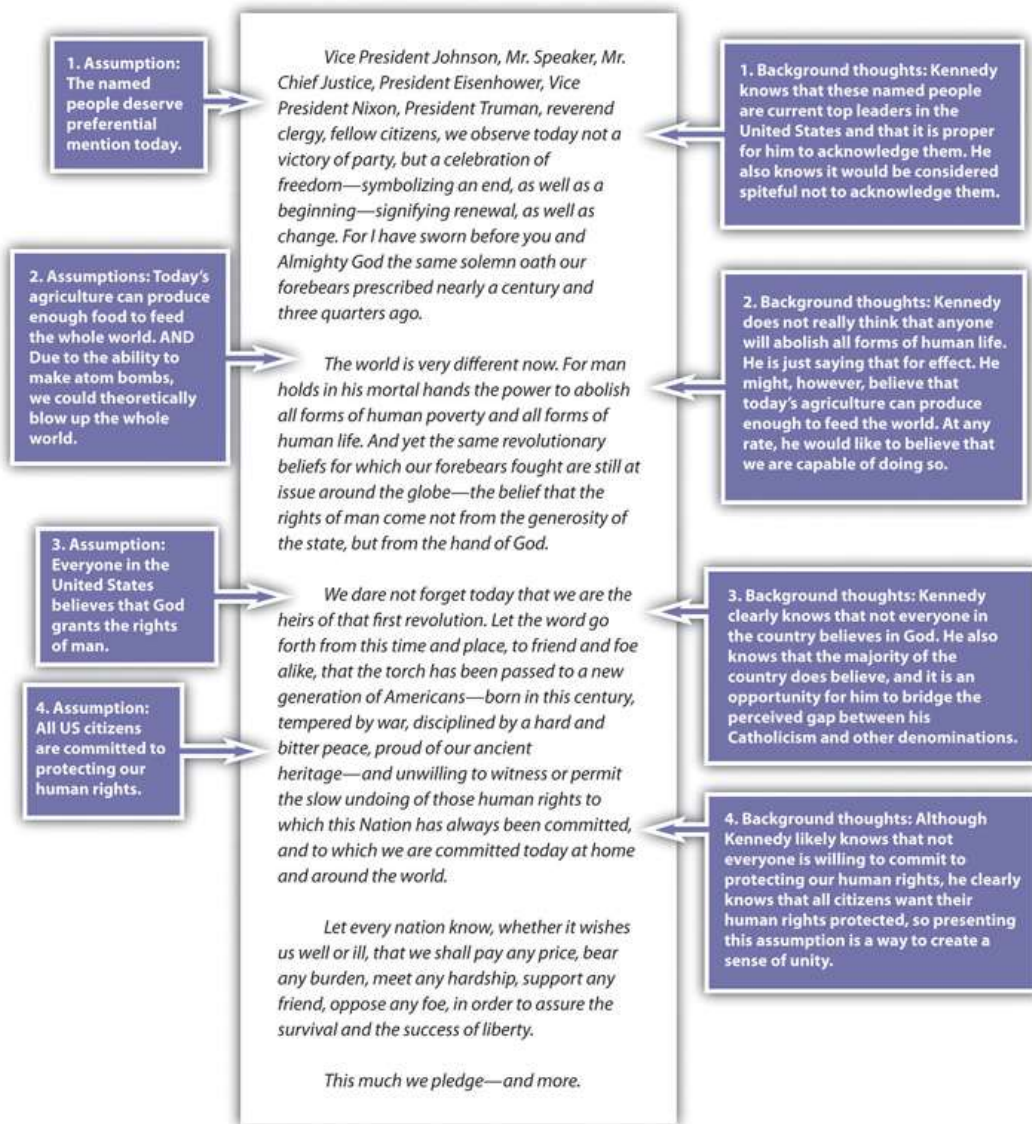 1. Assumption:
The named
people deserve
preferential
mention today.
2. Assumptions: Today’s
agriculture can produce
enough food to feed
the whole world. AND
Due to the ability to
make atom bombs,
we could theoretically
blow up the whole
world.
3. Assumption:
Everyone in the
United States
believes that God
grants the rights
of man.
4. Assumption:
All US citizens
are committed to
protecting our
human rights.
Vice President Johnson, Mr. Speaker, Mr.
Chief Justice, President Eisenhower, Vice
President Nixon, President Truman, reverend
clergy, fellow citizens, we observe today not a
victory of party, but a celebration of
freedom—symbolizing an end, as well as a
beginning—signifying renewal, as well as
change. For I have sworn before you and
Almighty God the same solemn oath our
forebears prescribed nearly a century and
three quarters ago.
The world is very different now. For man
holds in his mortal hands the power to abolish
all forms of human poverty and all forms of
human life. And yet the same revolutionary
beliefs for which our forebears fought are still at
issue around the globe—the belief that the
rights of man come not from the generosity of
the state, but from the hand of God.
We dare not forget today that we are the
heirs of that first revolution. Let the word go
forth from this time and place, to friend and foe
alike, that the torch has been passed to a new
generation of Americans—born in this century,
tempered by war, disciplined by a hard and
bitter peace, proud of our ancient
heritage—and unwilling to witness or permit
the slow undoing of those human rights to
which this Nation has always been committed,
and to which we are committed today at home
and around the world.
Let every nation know, whether it wishes
us well or ill, that we shall pay any price, bear
any burden, meet any hardship, support any
friend, oppose any foe, in order to assure the
survival and the success of liberty.
This much we pledge—and more.
1. Background thoughts: Kennedy
knows that these named people
are current top leaders in the
United States and that it is proper
for him to acknowledge them. He
also knows it would be considered
spiteful not to acknowledge them.
2. Background thoughts: Kennedy
does not really think that anyone
will abolish all forms of human life.
He is just saying that for effect. He
might, however, believe that
today’s agriculture can produce
enough to feed the world. At any
rate, he would like to believe that
we are capable of doing so.
3. Background thoughts: Kennedy
clearly knows that not everyone in
the country believes in God. He also
knows that the majority of the
country does believe, and it is an
opportunity for him to bridge the
perceived gap between his
Catholicism and other denominations.
4. Background thoughts: Although
Kennedy likely knows that not
everyone is willing to commit to
protecting our human rights, he clearly
knows that all citizens want their
human rights protected, so presenting
this assumption is a way to create a
sense of unity.